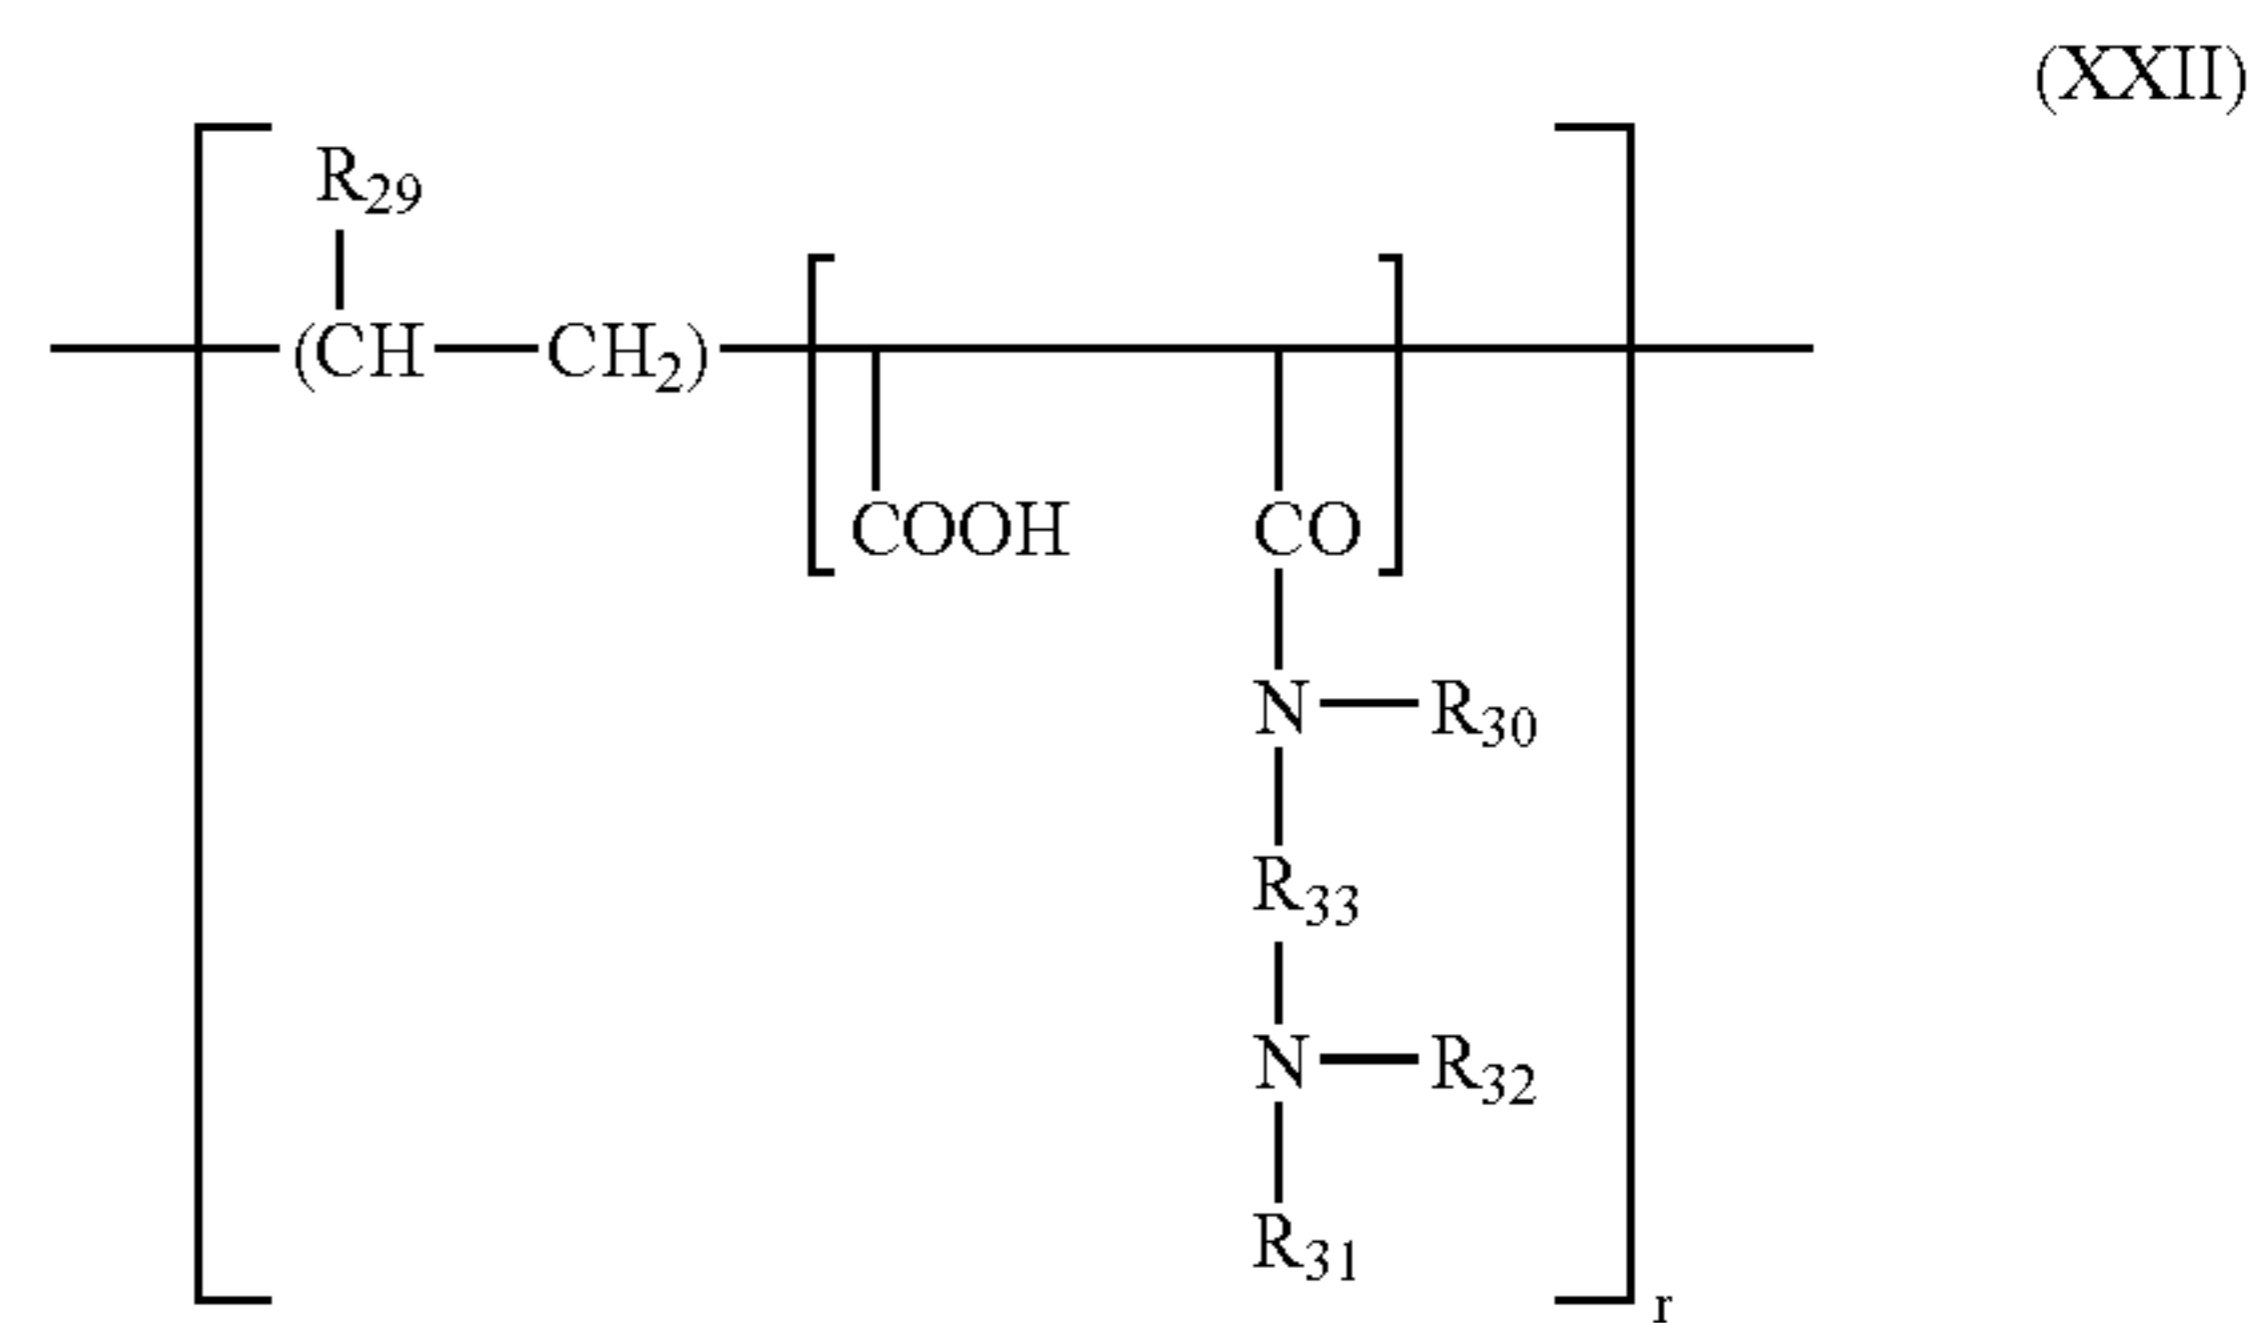 (XXII)
R29
(CH—CH2)
COOH CO
N—R30
R33
N—R32
R31
r